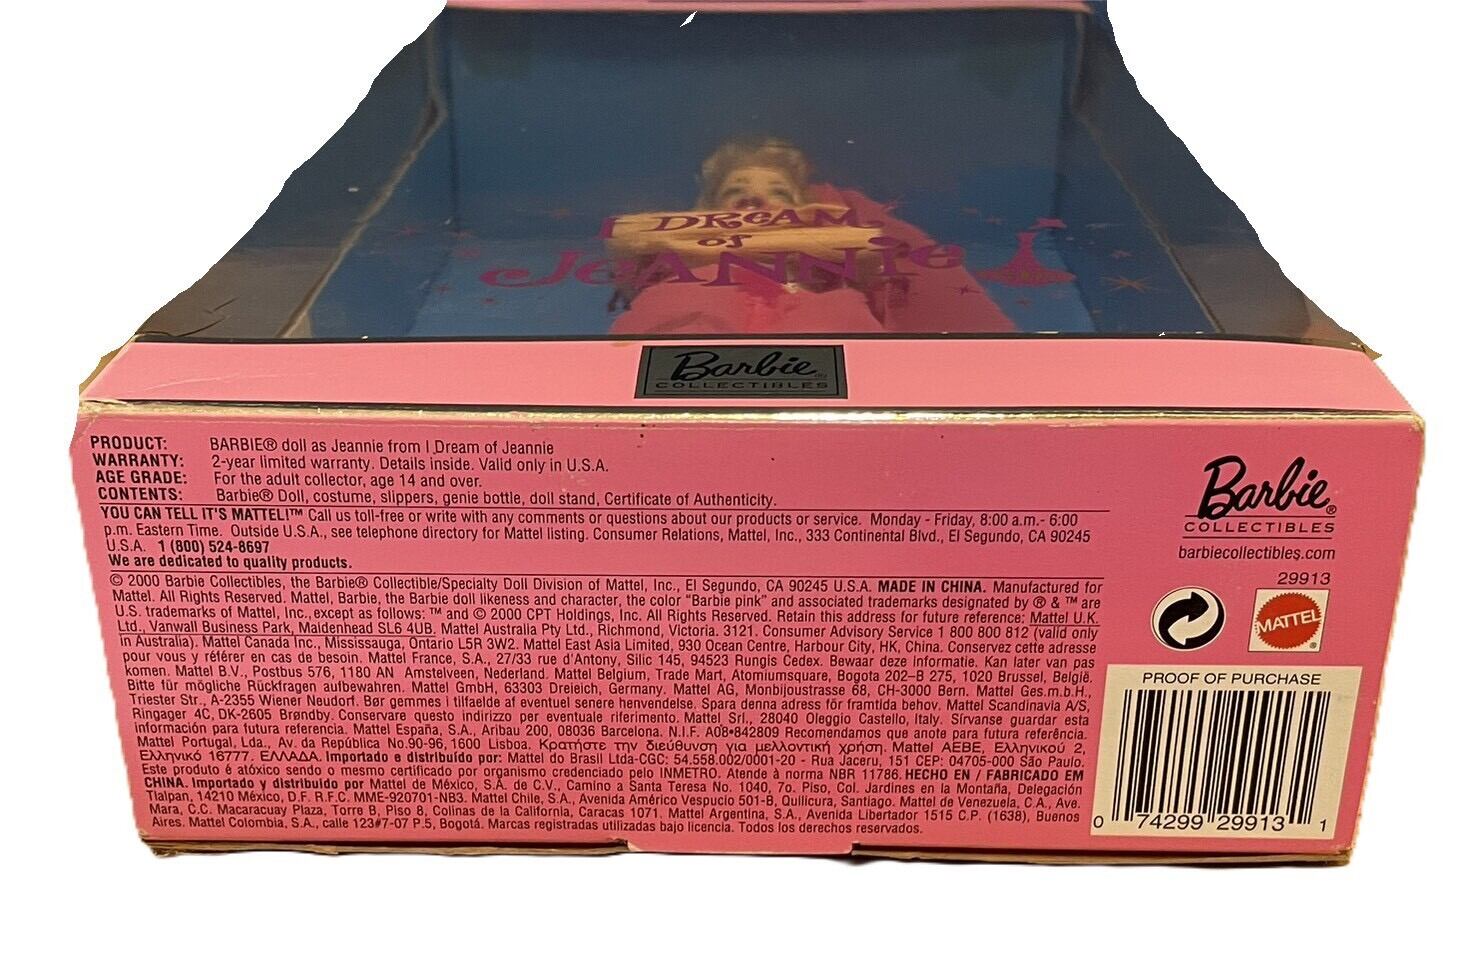 I DREAM
of
JEANNIE
Barbie
COLLECTIBLES
PRODUCT: BARBIE® doll as Jeannie from I Dream of Jeannie
WARRANTY: 2-year limited warranty. Details inside. Valid only in U.S.A.
AGE GRADE: For the adult collector, age 14 and over.
CONTENTS: Barbie® Doll, costume, slippers, genie bottle, doll stand, Certificate of Authenticity.
YOU CAN TELL IT'S MATTEL!™ Call us toll-free or write with any comments or questions about our products or service. Monday - Friday, 8:00 a.m.- 6:00
p.m. Eastern Time. Outside U.S.A., see telephone directory for Mattel listing. Consumer Relations, Mattel, Inc., 333 Continental Blvd., El Segundo, CA 90245
U.S.A. 1 (800) 524-8697
We are dedicated to quality products.
© 2000 Barbie Collectibles, the Barbie® Collectible/Specialty Doll Division of Mattel, Inc., El Segundo, CA 90245 U.S.A. MADE IN CHINA. Manufactured for
Mattel. All Rights Reserved. Mattel, Barbie, the Barbie doll likeness and character, the color "Barbie pink" and associated trademarks designated by ® & ™ are
U.S. trademarks of Mattel, Inc., except as follows: ™ and © 2000 CPT Holdings, Inc. All Rights Reserved. Retain this address for future reference: Mattel U.K.
Ltd., Vanwall Business Park, Maidenhead SL6 4UB. Mattel Australia Pty Ltd., Richmond, Victoria. 3121. Consumer Advisory Service 1 800 800 812 (valid only
in Australia). Mattel Canada Inc., Mississauga, Ontario L5R 3W2. Mattel East Asia Limited, 930 Ocean Centre, Harbour City, HK, China. Conservez cette adresse
pour vous y référer en cas de besoin. Mattel France, S.A., 27/33 rue d'Antony, Silic 145, 94523 Rungis Cedex. Bewaar deze informatie. Kan later van pas
komen. Mattel B.V., Postbus 576, 1180 AN Amstelveen, Nederland. Mattel Belgium, Trade Mart, Atomiumsquare, Bogota 202-B 275, 1020 Brussel, België.
Bitte für mögliche Rückfragen aufbewahren. Mattel GmbH, 63303 Dreieich, Germany. Mattel AG, Monbijoustrasse 68, CH-3000 Bern. Mattel Ges.m.b.H.,
Triester Str., A-2355 Wiener Neudorf. Bør gemmes i tilfaelde af eventuel senere henvendelse. Spara denna adress för framtida behov. Mattel Scandinavia A/S,
Ringager 4C, DK-2605 Brøndby. Conservare questo indirizzo per eventuale riferimento. Mattel Srl., 28040 Oleggio Castello, Italy. Sírvanse guardar esta
información para futura referencia. Mattel España, S.A., Aribau 200, 08036 Barcelona. N.I.F. A08•842809 Recomendamos que anote para futura referência.
Mattel Portugal, Lda., Av. da República No.90-96, 1600 Lisboa. Κρατήστε την διεύθυνση για μελλοντική χρήση. Mattel AEBE, Ελληνικού 2,
Ελληνικό 16777. ΕΛΛΑΔΑ. Importado e distribuído por: Mattel do Brasil Ltda-CGC: 54.558.002/0001-20 - Rua Jaceru, 151 CEP: 04705-000 São Paulo.
Este produto é atóxico sendo o mesmo certificado por organismo credenciado pelo INMETRO. Atende à norma NBR 11786. HECHO EN / FABRICADO EM
CHINA. Importado y distribuido por Mattel de México, S.A. de C.V., Camino a Santa Teresa No. 1040, 7o. Piso, Col. Jardines en la Montaña, Delegación
Tlalpan, 14210 México, D.F. R.F.C. MME-920701-NB3. Mattel Chile, S.A., Avenida Américo Vespucio 501-B, Quilicura, Santiago. Mattel de Venezuela, C.A., Ave.
Mara, C.C. Macaracuay Plaza, Torre B, Piso 8, Colinas de la California, Caracas 1071. Mattel Argentina, S.A., Avenida Libertador 1515 C.P. (1638), Buenos
Aires. Mattel Colombia, S.A., calle 123#7-07 P.5, Bogotá. Marcas registradas utilizadas bajo licencia. Todos los derechos reservados.
Barbie®
COLLECTIBLES
barbiecollectibles.com
29913
MATTEL®
PROOF OF PURCHASE
0 74299 29913 1